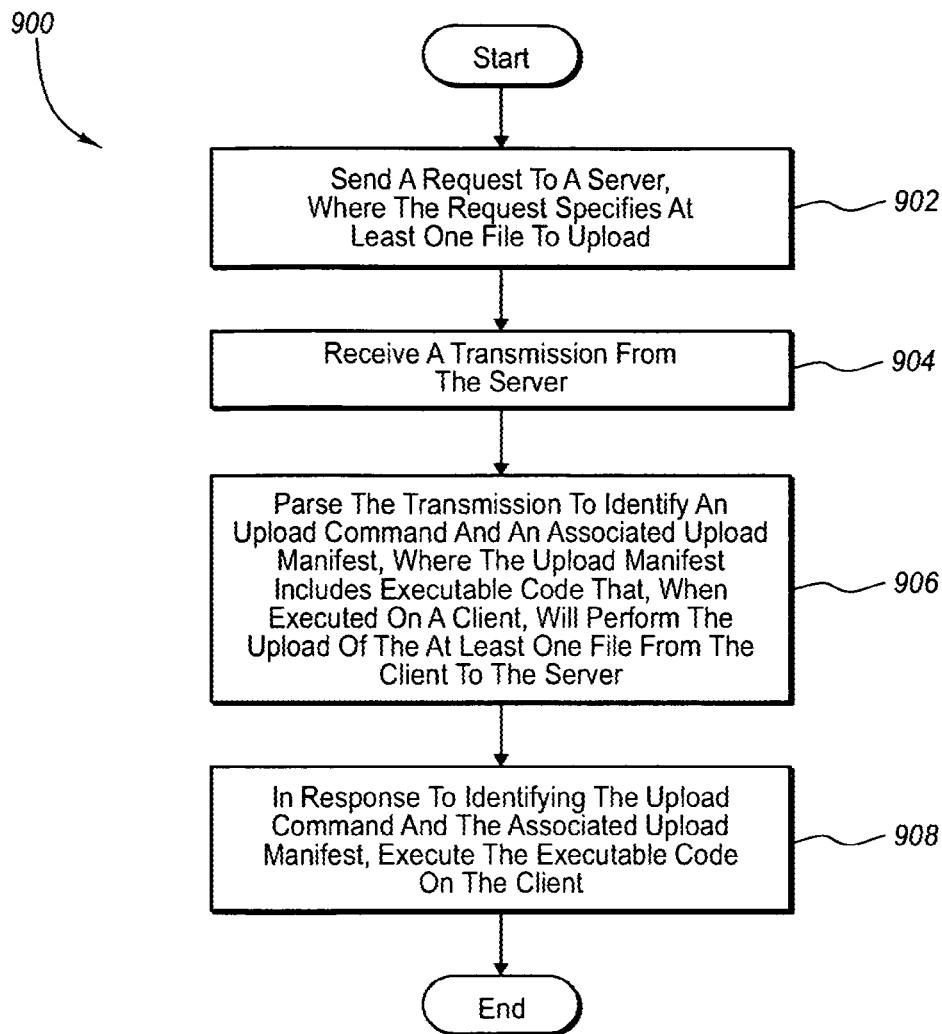 900
Start
Send A Request To A Server,
Where The Request Specifies At
Least One File To Upload
902
Receive A Transmission From
The Server
904
Parse The Transmission To Identify An
Upload Command And An Associated Upload
Manifest, Where The Upload Manifest
Includes Executable Code That, When
Executed On A Client, Will Perform The
Upload Of The At Least One File From The
Client To The Server
906
In Response To Identifying The Upload
Command And The Associated Upload
Manifest, Execute The Executable Code
On The Client
908
End